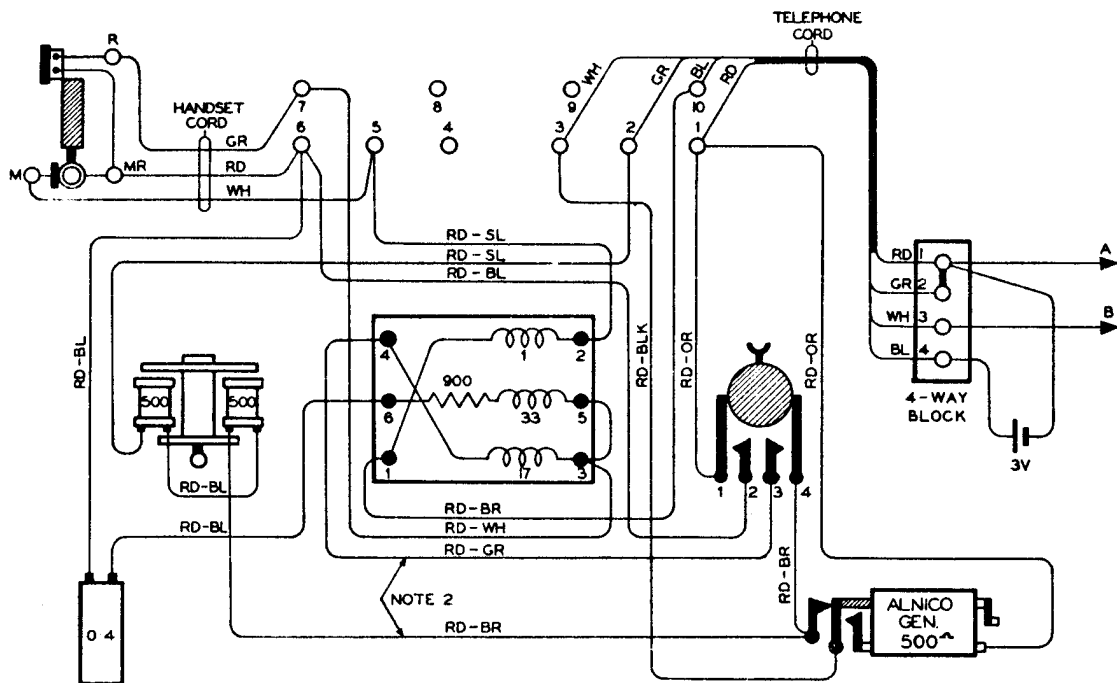 TELEPHONE
CORD
R
HANDSET
CORD
WH
GR
BL
RD
7
8
9
10
6
5
4
3
2
1
GR
RD
WH
M
MR
RD-SL
RD-SL
RD-BL
RD 1
GR 2
WH 3
BL 4
A
B
4-WAY
BLOCK
3V
RD-BL
500
500
RD-BL
4
1
2
900
6
33
5
1
17
3
RD-BLK
RD-OR
RD-OR
1
2
3
4
RD-BL
RD-BR
RD-WH
RD-GR
NOTE 2
RD-BR
RD-BR
0 4
ALNICO
GEN.
500~